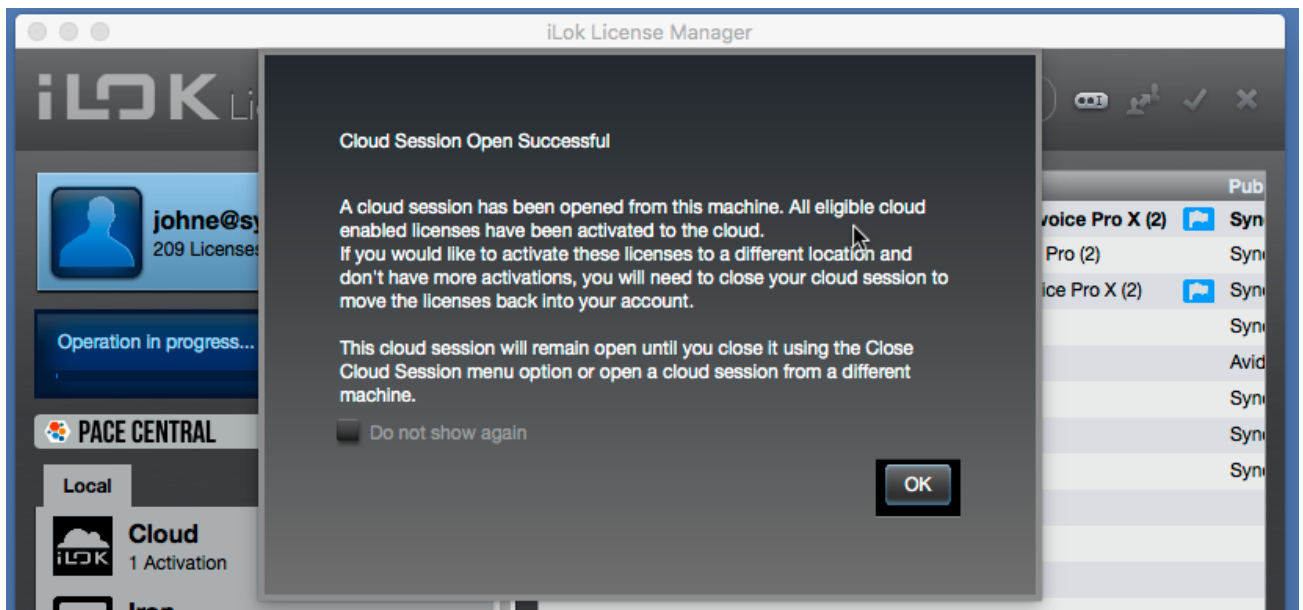 iLok License Manager
iLOK
Cloud Session Open Successful
A cloud session has been opened from this machine. All eligible cloud
enabled licenses have been activated to the cloud.
If you would like to activate these licenses to a different location and
don't have more activations, you will need to close your cloud session to
move the licenses back into your account.
This cloud session will remain open until you close it using the Close
Cloud Session menu option or open a cloud session from a different
machine.
Do not show again
OK
johne@sy
209 Licenses
Operation in progress...
PACE CENTRAL
Local
Cloud
iLOK
1 Activation
Pub
voice Pro X (2) Syn
Pro (2) Syn
ice Pro X (2) Syn
Syn
Avid
Syn
Syn
Syn